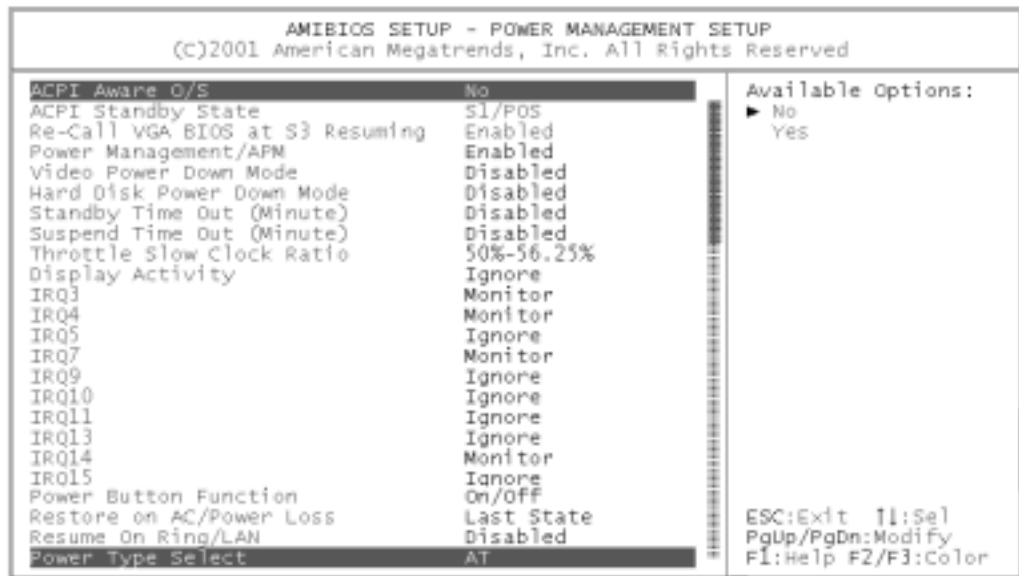 AMIBIOS SETUP - POWER MANAGEMENT SETUP
(C)2001 American Megatrends, Inc. All Rights Reserved
ACPI Aware O/S No
ACPI Standby State S1/POS
Re-Call VGA BIOS at S3 Resuming Enabled
Power Management/APM Enabled
Video Power Down Mode Disabled
Hard Disk Power Down Mode Disabled
Standby Time Out (Minute) Disabled
Suspend Time Out (Minute) Disabled
Throttle Slow Clock Ratio 50%-56.25%
Display Activity Ignore
IRQ3 Monitor
IRQ4 Monitor
IRQ5 Ignore
IRQ7 Monitor
IRQ9 Ignore
IRQ10 Ignore
IRQ11 Ignore
IRQ13 Ignore
IRQ14 Monitor
IRQ15 Ignore
Power Button Function On/Off
Restore on AC/Power Loss Last State
Resume On Ring/LAN Disabled
Power Type Select AT
Available Options:
► No
Yes
ESC:Exit ↑↓:Sel
PgUp/PgDn:Modify
F1:Help F2/F3:Color